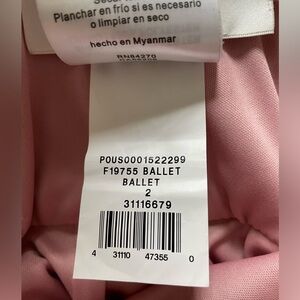 Planchar en frío si es necesario
o limpiar en seco
hecho en Myanmar
RN84270
POUS0001522299
F19755 BALLET
BALLET
2
31116679
4 31110 47355 0